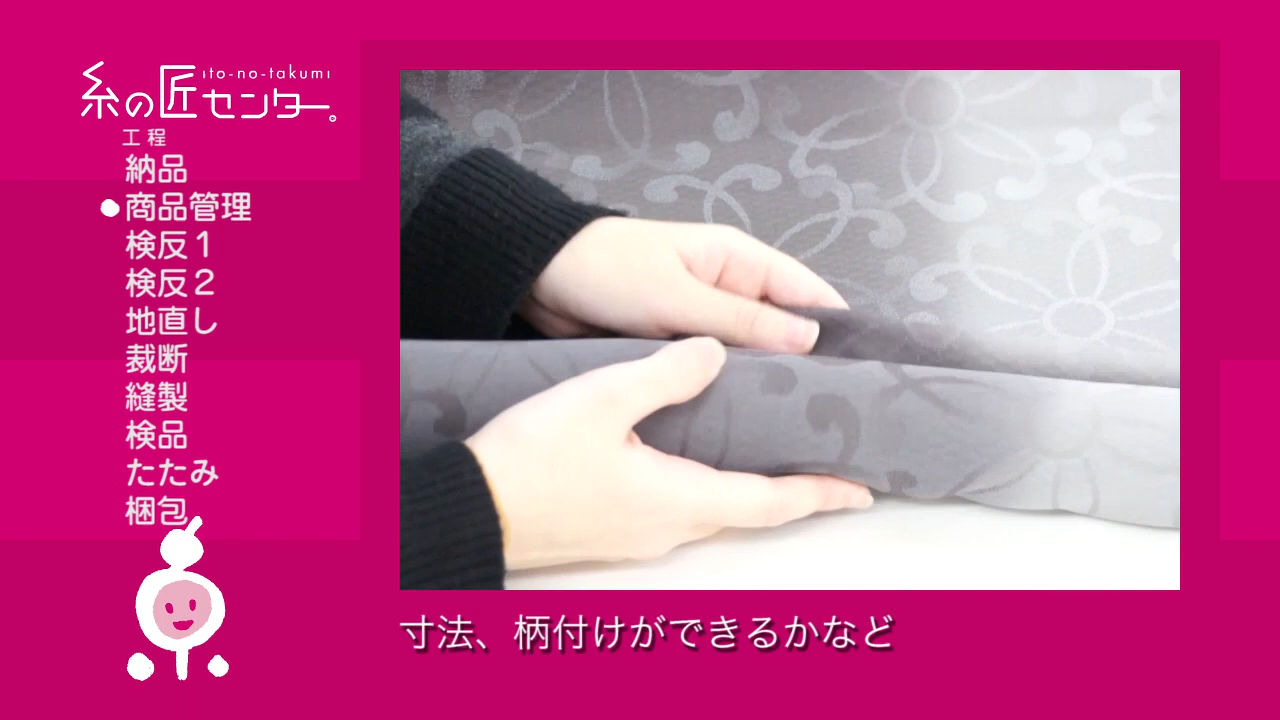 糸の匠センター。
ito-no-takumi
工程
納品
商品管理
検反１
検反２
地直し
裁断
縫製
検品
たたみ
梱包
寸法、柄付けができるかなど